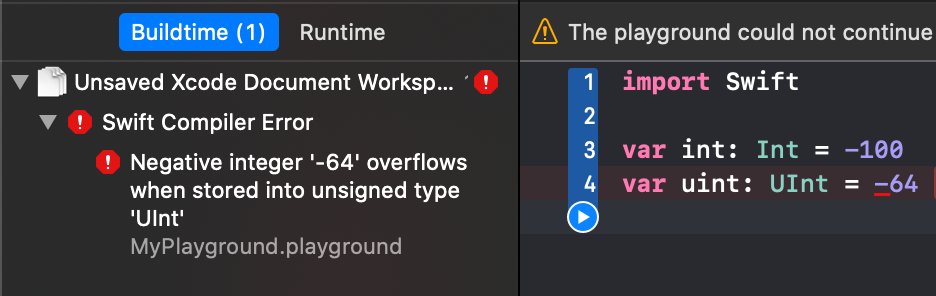 Buildtime (1) Runtime
Unsaved Xcode Document Worksp...
Swift Compiler Error
Negative integer '-64' overflows
when stored into unsigned type
'UInt'
MyPlayground.playground
The playground could not continue
1 import Swift
2
3 var int: Int = -100
4 var uint: UInt = -64